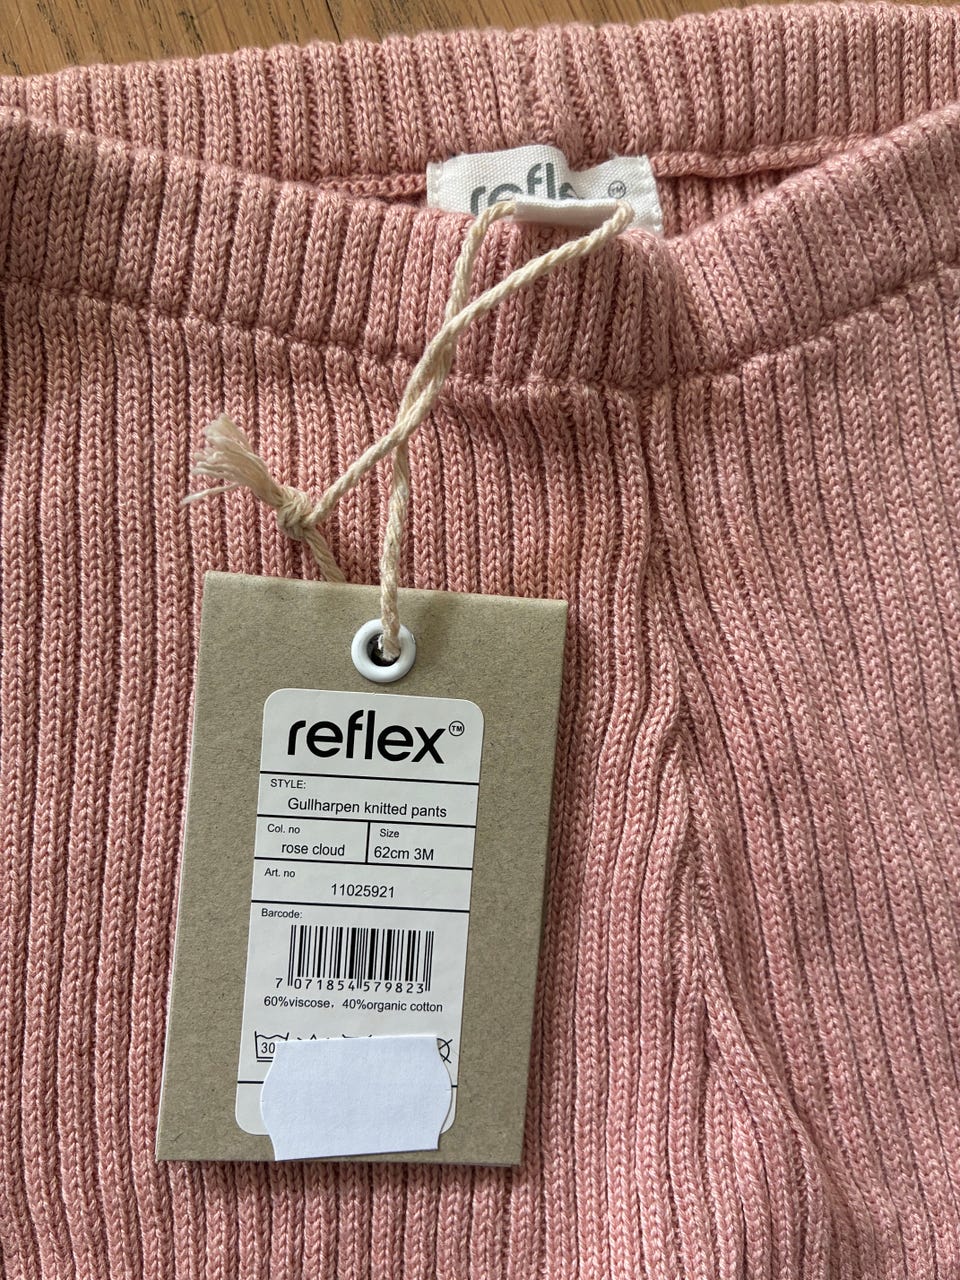 reflex™
STYLE:
Gullharpen knitted pants
Col. no
rose cloud
Size
62cm 3M
Art. no
11025921
Barcode:
7 071854 579823
60%viscose, 40%organic cotton
30